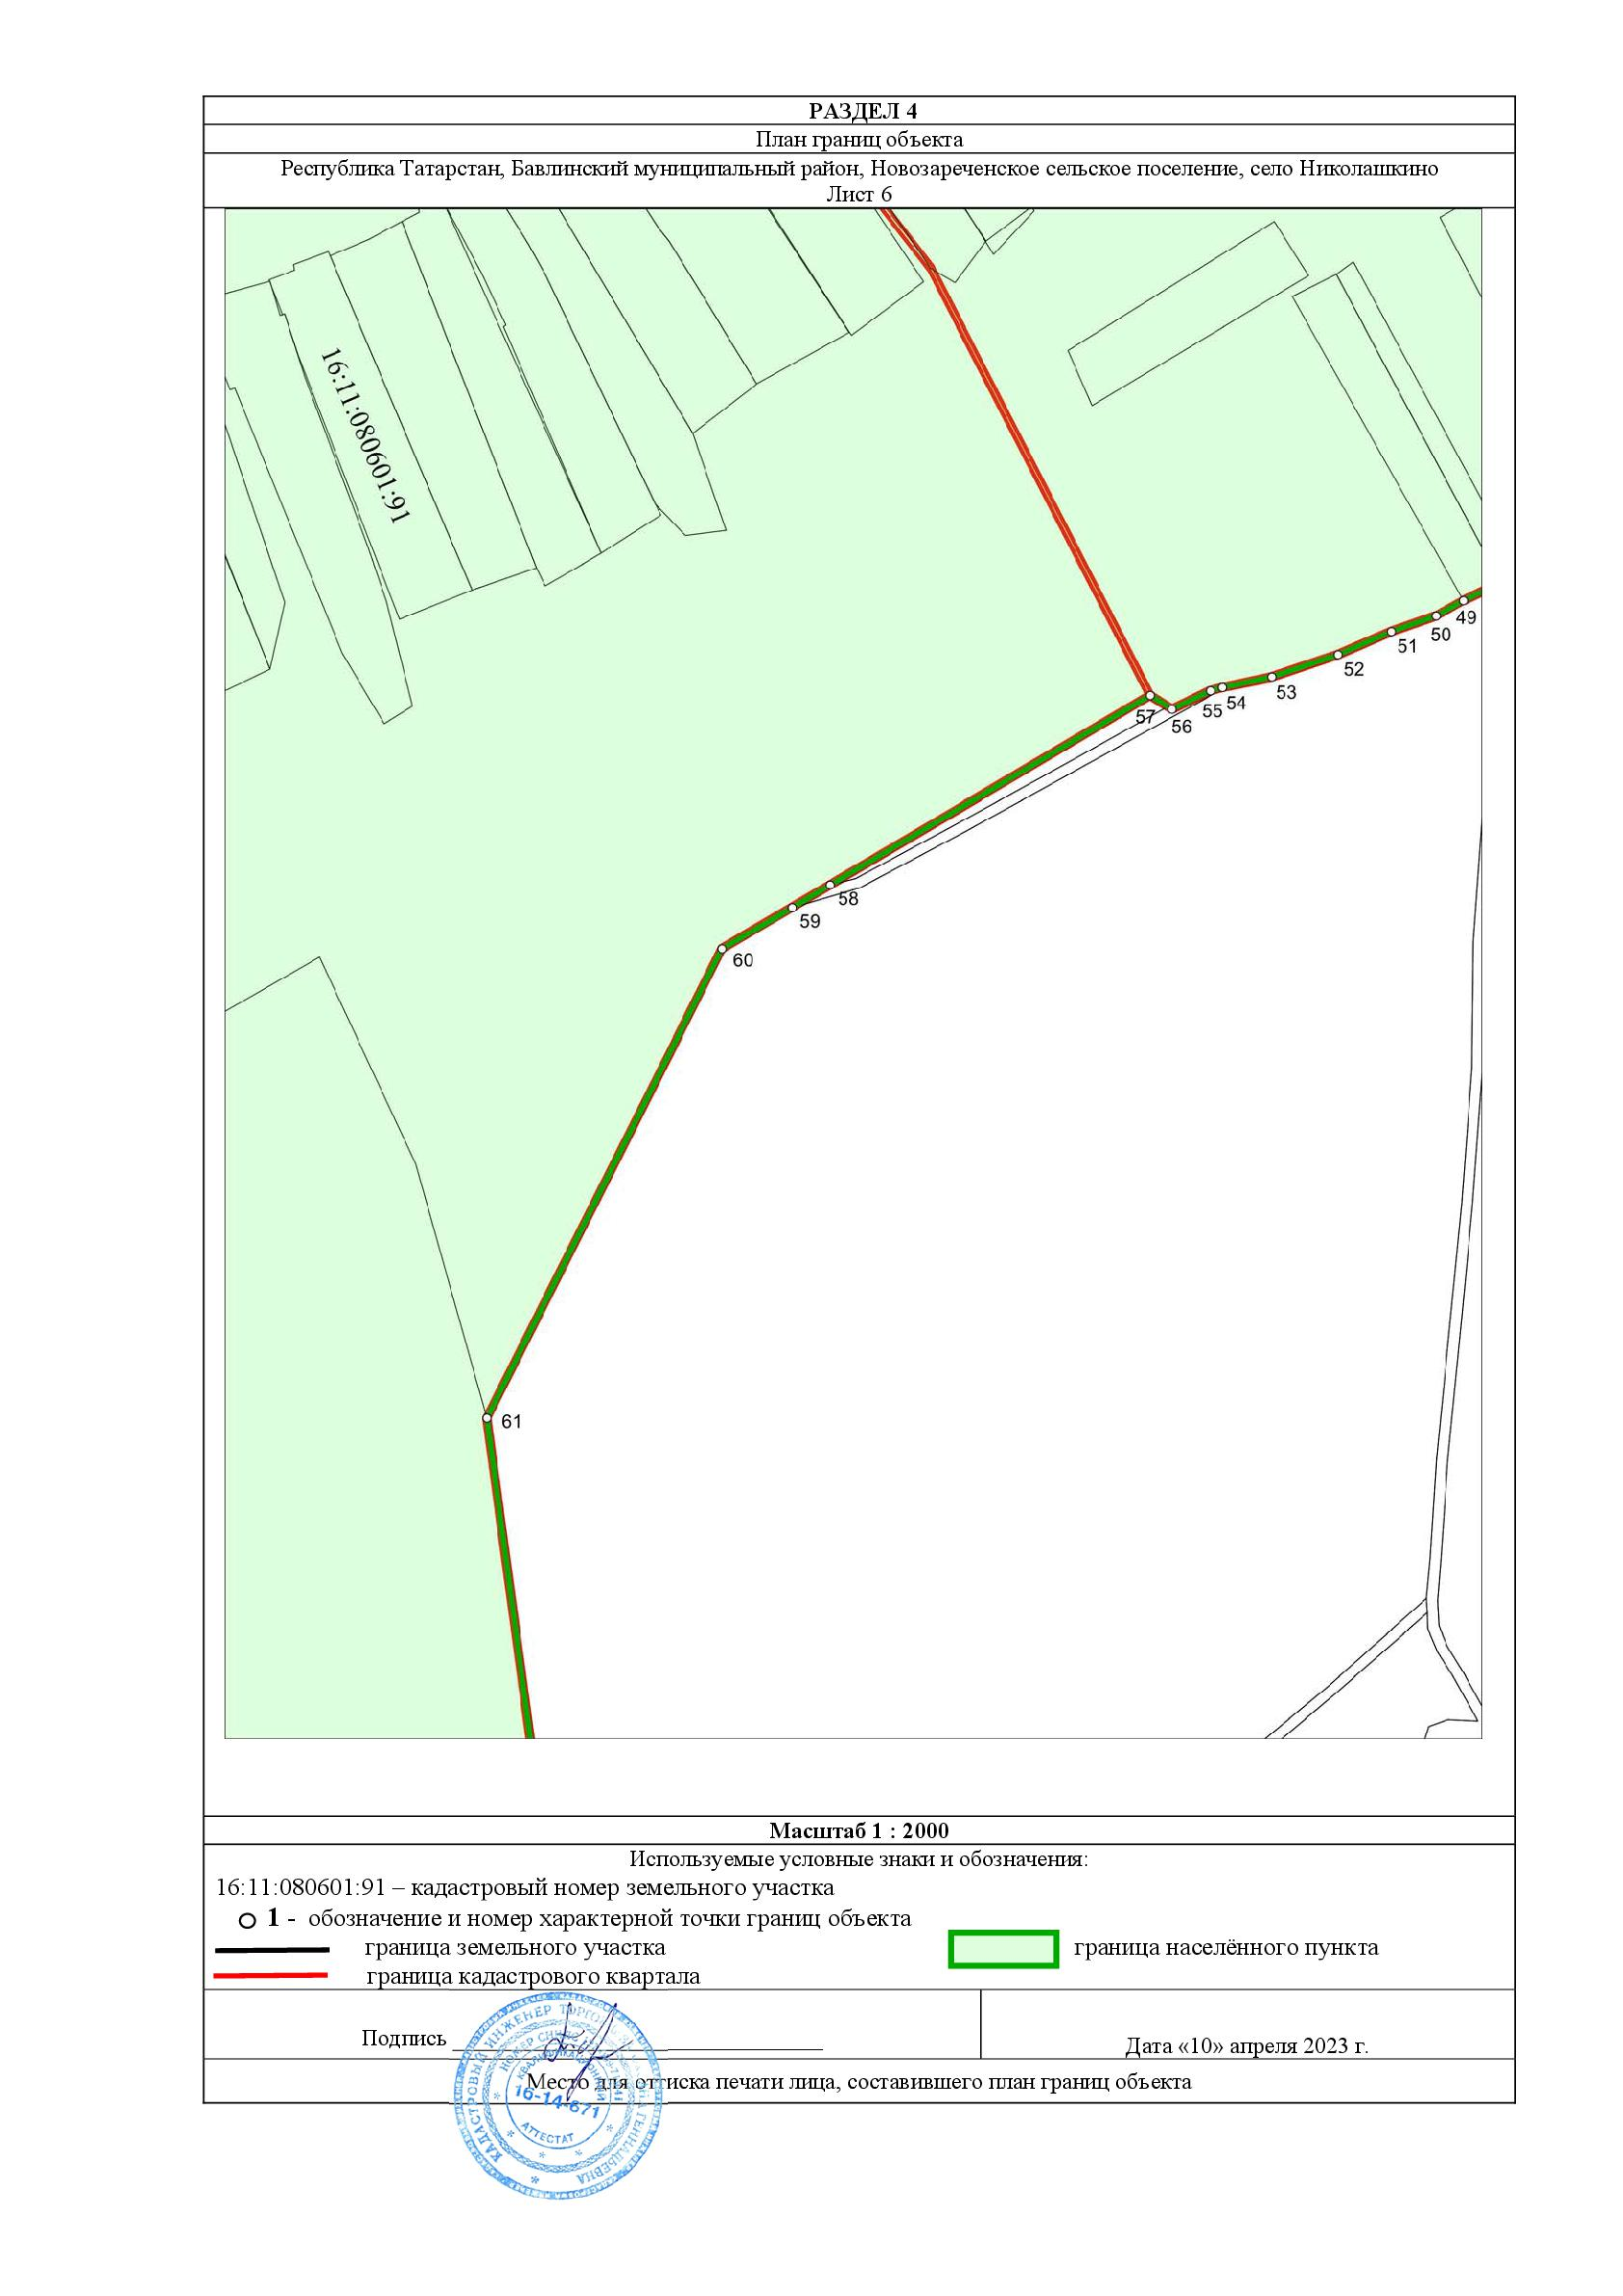 РАЗДЕЛ 4
План границ объекта
Республика Татарстан, Бавлинский муниципальный район, Новозареченское сельское поселение, село Николашкино
Лист 6
16:11:080601:91
49
50
51
52
53
54
55
56
57
58
59
60
61
Масштаб 1 : 2000
Используемые условные знаки и обозначения:
16:11:080601:91 – кадастровый номер земельного участка
1 - обозначение и номер характерной точки границ объекта
граница земельного участка
граница населённого пункта
граница кадастрового квартала
Подпись
Дата «10» апреля 2023 г.
Место для оттиска печати лица, составившего план границ объекта
КАДАСТРОВЫЙ ИНЖЕНЕР
ГЕННАДЬЕВНА
КВАЛИФИКАЦИОННЫЙ
16-14-671
АТТЕСТАТ